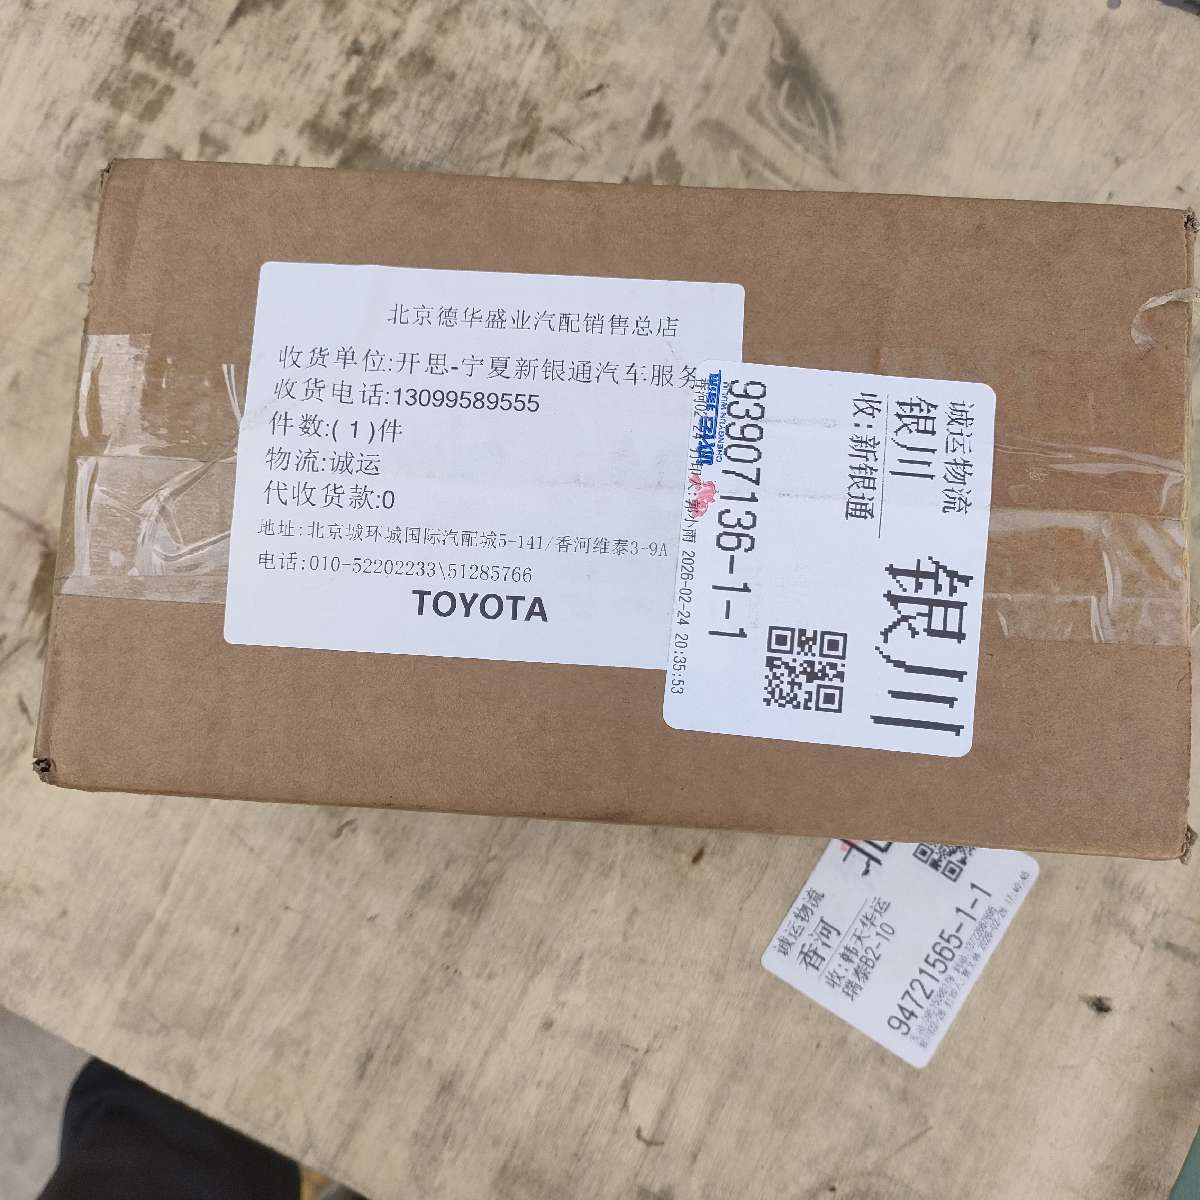 北京德华盛业汽配销售总店
收货单位:开思-宁夏新银通汽车服务
收货电话:13099589555
件数:( 1 )件
物流:诚运
代收货款:0
地址:北京城环城国际汽配城5-141/香河维泰3-9A
电话:010-52202233\51285766
TOYOTA
诚运物流
银川
收:新银通
银川
93907136-1-1
郭小雨 2026-02-24 20:35:53
诚运物流
香河
收:韩天华运
瑞泰B2-10
94721565-1-1